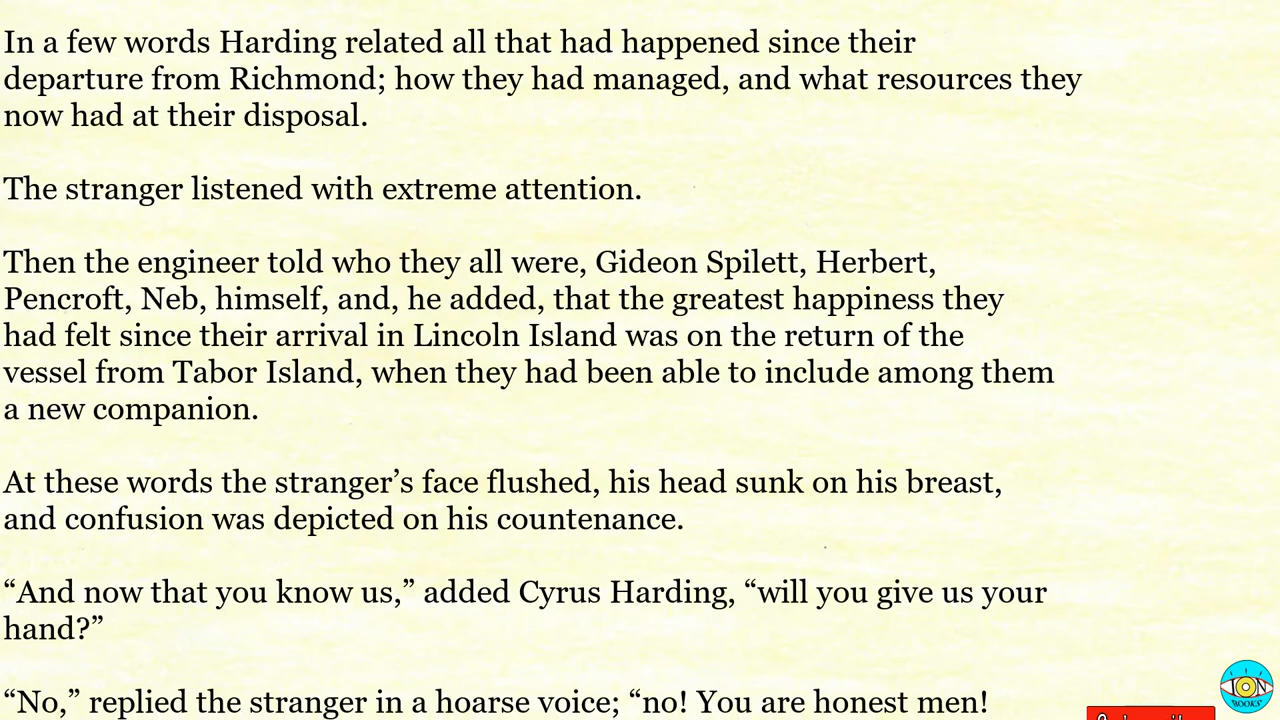 In a few words Harding related all that had happened since their
departure from Richmond; how they had managed, and what resources they
now had at their disposal.
The stranger listened with extreme attention.
Then the engineer told who they all were, Gideon Spilett, Herbert,
Pencroft, Neb, himself, and, he added, that the greatest happiness they
had felt since their arrival in Lincoln Island was on the return of the
vessel from Tabor Island, when they had been able to include among them
a new companion.
At these words the stranger’s face flushed, his head sunk on his breast,
and confusion was depicted on his countenance.
“And now that you know us,” added Cyrus Harding, “will you give us your
hand?”
“No,” replied the stranger in a hoarse voice; “no! You are honest men!
ION
BOOKS